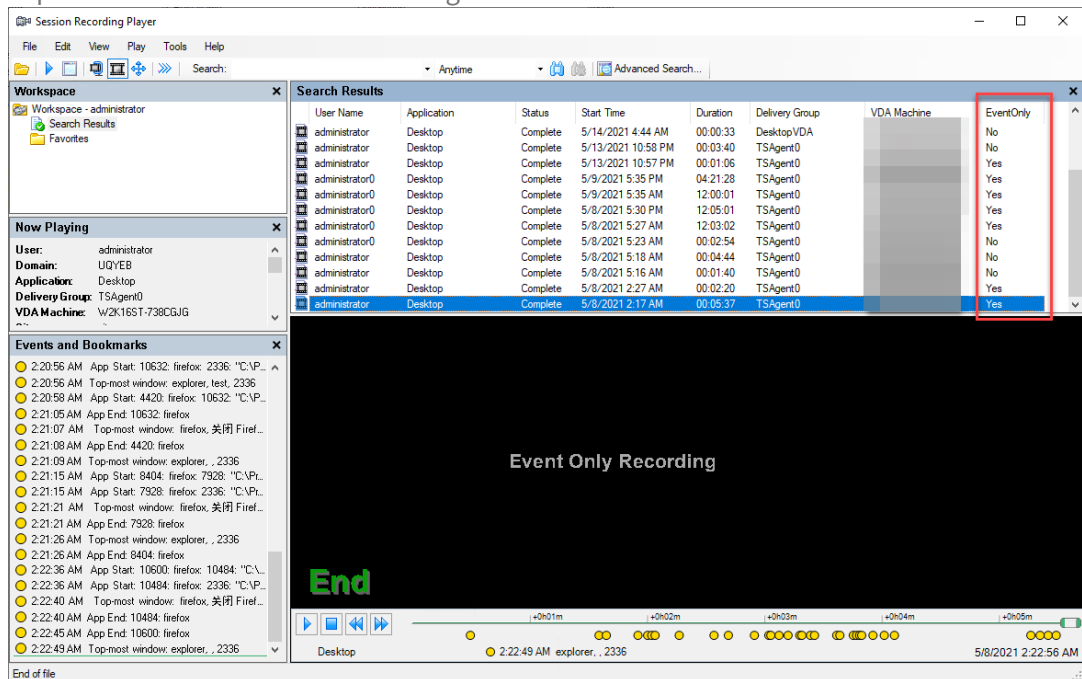 Session Recording Player
File Edit View Play Tools Help
Search: Anytime Advanced Search...
Workspace
Workspace - administrator
Search Results
Favorites
Now Playing
User: administrator
Domain: UQYEB
Application: Desktop
Delivery Group: TSAgent0
VDA Machine: W2K16ST-738CGJG
Events and Bookmarks
2:20:56 AM App Start: 10632: firefox: 2336: "C:\P...
2:20:56 AM Top-most window: explorer, test, 2336
2:20:58 AM App Start: 4420: firefox: 10632: "C:\P...
2:21:05 AM App End: 10632: firefox
2:21:07 AM Top-most window: firefox, 关闭 Firef...
2:21:08 AM App End: 4420: firefox
2:21:09 AM Top-most window: explorer, , 2336
2:21:15 AM App Start: 8404: firefox: 7928: "C:\Pr...
2:21:15 AM App Start: 7928: firefox: 2336: "C:\Pr...
2:21:21 AM Top-most window: firefox, 关闭 Firef...
2:21:21 AM App End: 7928: firefox
2:21:26 AM Top-most window: explorer, , 2336
2:21:26 AM App End: 8404: firefox
2:22:36 AM App Start: 10600: firefox: 10484: "C:\...
2:22:36 AM App Start: 10484: firefox: 2336: "C:\P...
2:22:40 AM Top-most window: firefox, 关闭 Firef...
2:22:40 AM App End: 10484: firefox
2:22:45 AM App End: 10600: firefox
2:22:49 AM Top-most window: explorer, , 2336
Search Results
User Name Application Status Start Time Duration Delivery Group VDA Machine EventOnly
administrator Desktop Complete 5/14/2021 4:44 AM 00:00:33 DesktopVDA No
administrator Desktop Complete 5/13/2021 10:58 PM 00:03:40 TSAgent0 No
administrator Desktop Complete 5/13/2021 10:57 PM 00:01:06 TSAgent0 Yes
administrator0 Desktop Complete 5/9/2021 5:35 PM 04:21:28 TSAgent0 Yes
administrator0 Desktop Complete 5/9/2021 5:35 AM 12:00:01 TSAgent0 Yes
administrator0 Desktop Complete 5/8/2021 5:30 PM 12:05:01 TSAgent0 Yes
administrator0 Desktop Complete 5/8/2021 5:27 AM 12:03:02 TSAgent0 Yes
administrator0 Desktop Complete 5/8/2021 5:23 AM 00:02:54 TSAgent0 No
administrator Desktop Complete 5/8/2021 5:18 AM 00:04:44 TSAgent0 No
administrator Desktop Complete 5/8/2021 5:16 AM 00:01:40 TSAgent0 No
administrator Desktop Complete 5/8/2021 2:27 AM 00:02:20 TSAgent0 Yes
administrator Desktop Complete 5/8/2021 2:17 AM 00:05:37 TSAgent0 Yes
Event Only Recording
End
+0h01m +0h02m +0h03m +0h04m +0h05m
Desktop 2:22:49 AM explorer, , 2336 5/8/2021 2:22:56 AM
End of file